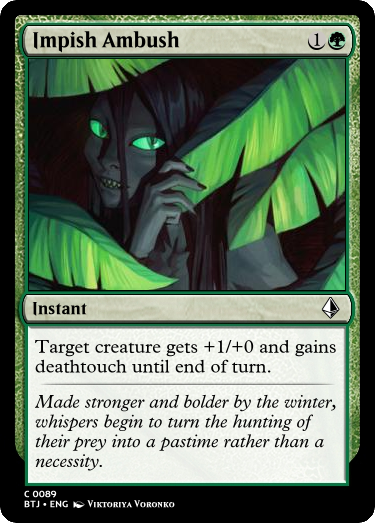 Impish Ambush 1
Instant
Target creature gets +1/+0 and gains
deathtouch until end of turn.
Made stronger and bolder by the winter,
whispers begin to turn the hunting of
their prey into a pastime rather than a
necessity.
C 0089
BTJ • ENG Viktoriya Voronko